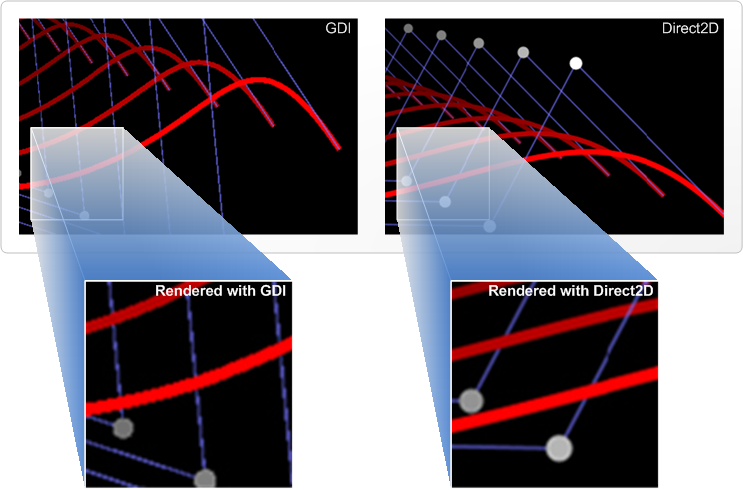 GDI
Direct2D
Rendered with GDI
Rendered with Direct2D